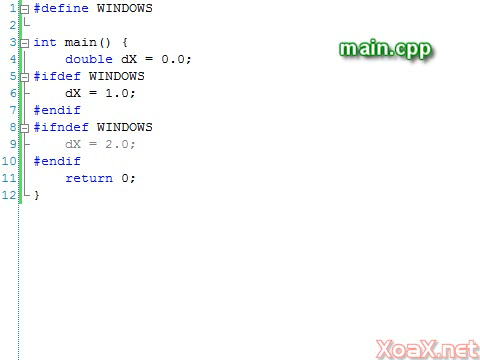 1 #define WINDOWS
2
3 int main() {
4     double dX = 0.0;
5 #ifdef WINDOWS
6     dX = 1.0;
7 #endif
8 #ifndef WINDOWS
9     dX = 2.0;
10 #endif
11     return 0;
12 }
main.cpp
XoaX.net